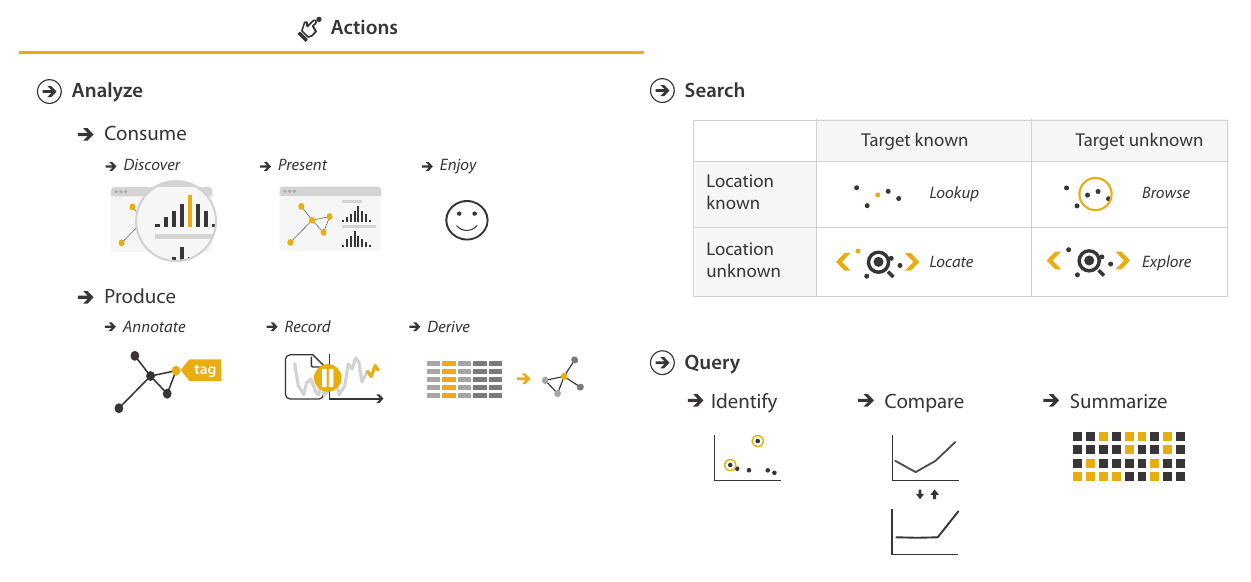 Actions
Analyze
Consume
Discover
Present
Enjoy
Produce
Annotate
Record
Derive
tag
Search
Target known
Target unknown
Location
known
Lookup
Browse
Location
unknown
Locate
Explore
Query
Identify
Compare
Summarize